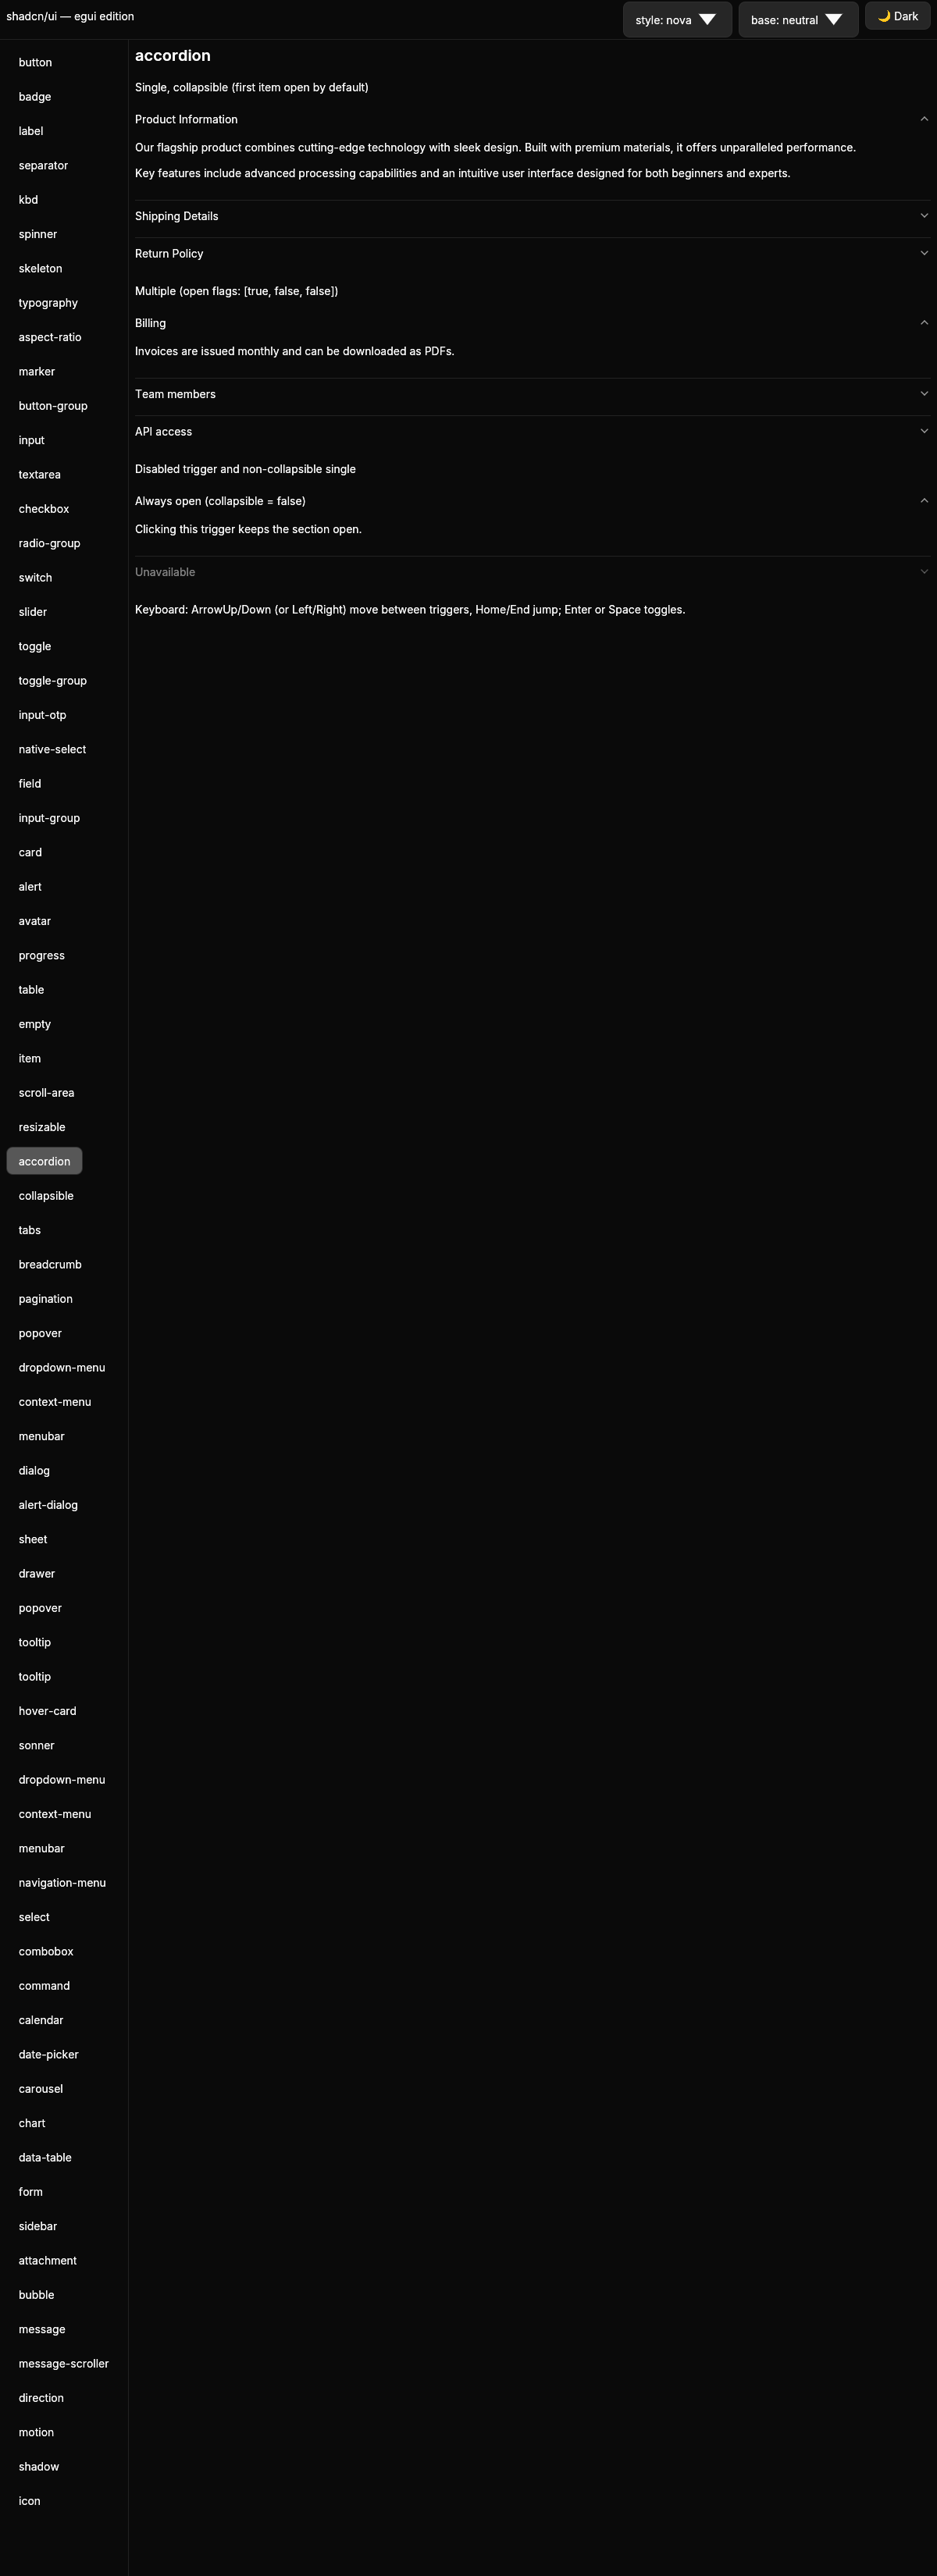 shadcn/ui — egui edition
style: nova
base: neutral
🌙 Dark
button
badge
label
separator
kbd
spinner
skeleton
typography
aspect-ratio
marker
button-group
input
textarea
checkbox
radio-group
switch
slider
toggle
toggle-group
input-otp
native-select
field
input-group
card
alert
avatar
progress
table
empty
item
scroll-area
resizable
accordion
collapsible
tabs
breadcrumb
pagination
popover
dropdown-menu
context-menu
menubar
dialog
alert-dialog
sheet
drawer
popover
tooltip
tooltip
hover-card
sonner
dropdown-menu
context-menu
menubar
navigation-menu
select
combobox
command
calendar
date-picker
carousel
chart
data-table
form
sidebar
attachment
bubble
message
message-scroller
direction
motion
shadow
icon
accordion
Single, collapsible (first item open by default)
Product Information
Our flagship product combines cutting-edge technology with sleek design. Built with premium materials, it offers unparalleled performance.
Key features include advanced processing capabilities and an intuitive user interface designed for both beginners and experts.
Shipping Details
Return Policy
Multiple (open flags: [true, false, false])
Billing
Invoices are issued monthly and can be downloaded as PDFs.
Team members
API access
Disabled trigger and non-collapsible single
Always open (collapsible = false)
Clicking this trigger keeps the section open.
Unavailable
Keyboard: ArrowUp/Down (or Left/Right) move between triggers, Home/End jump; Enter or Space toggles.